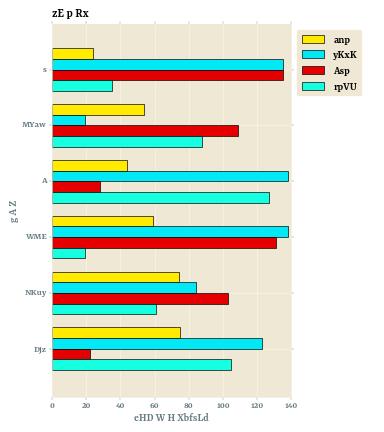 zE p Rx
anp
yKxK
Asp
rpVU
s
MYaw
A
WME
NKuy
Djz
g A Z
0 20 40 60 80 100 120 140
eHD W H XbfsLd